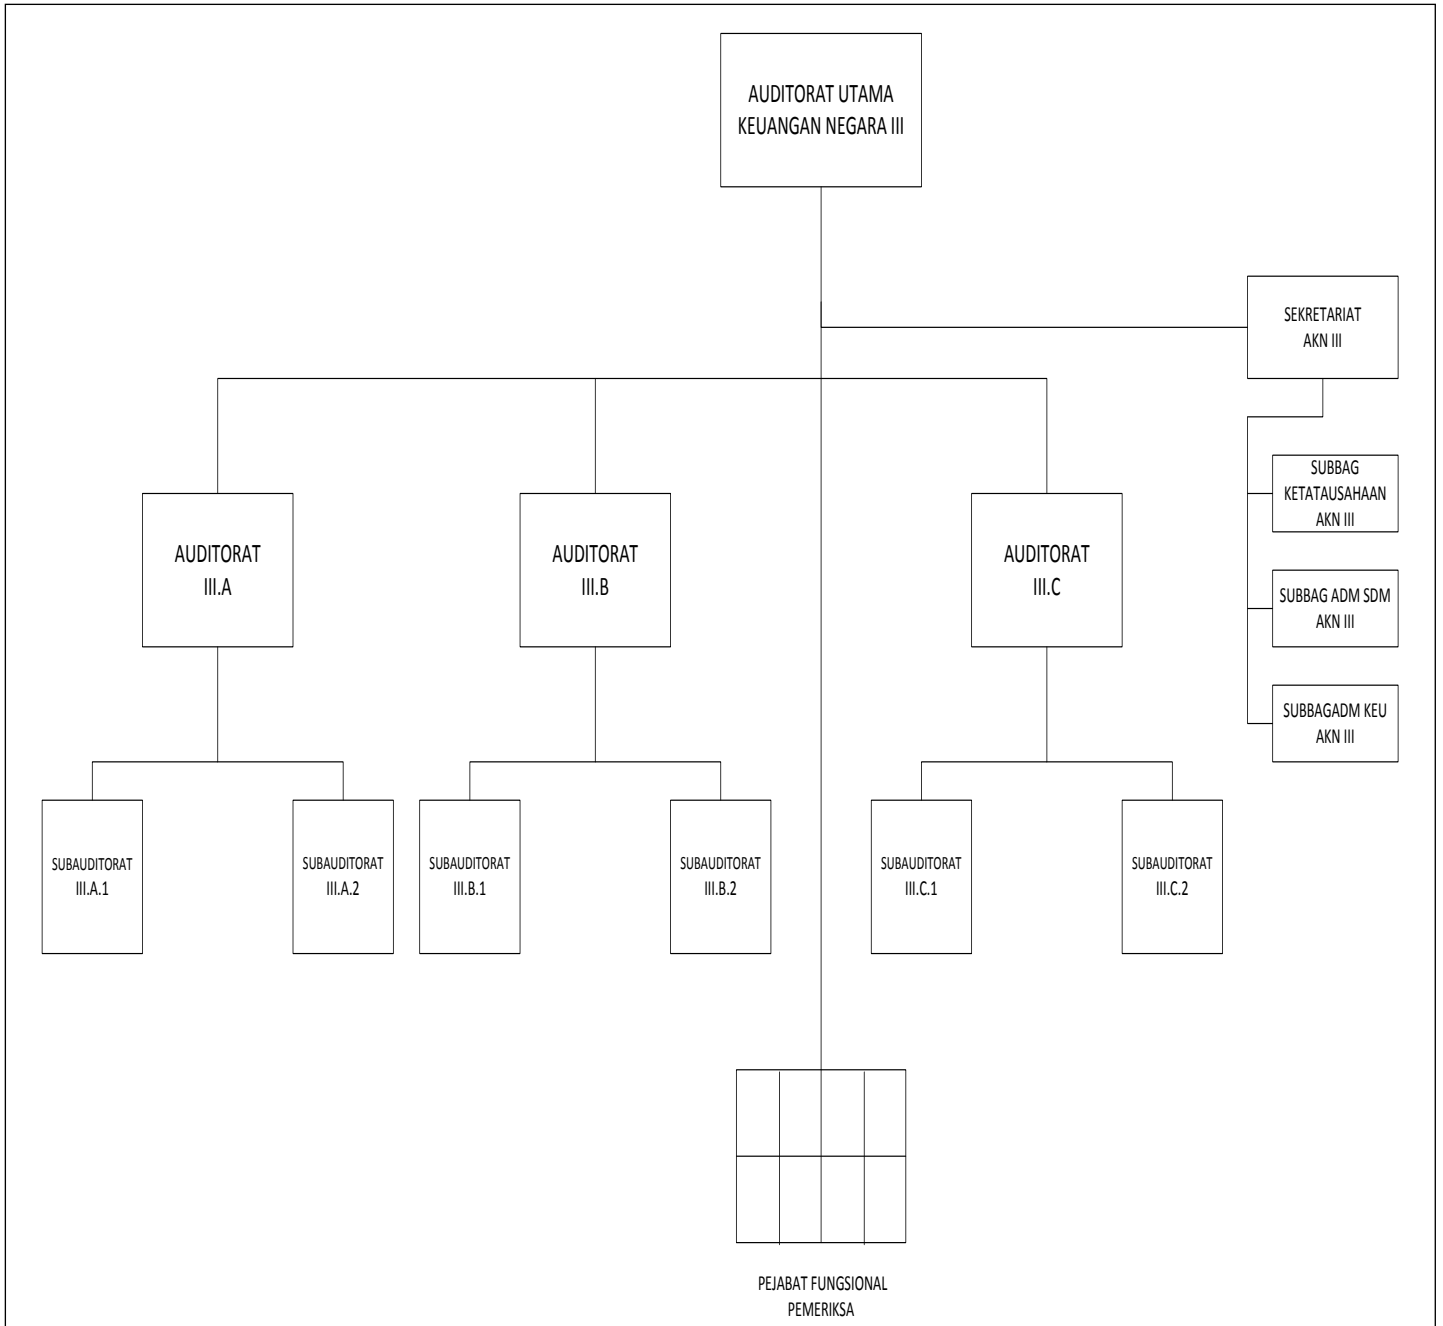 AUDITORAT UTAMA
KEUANGAN NEGARA III
SEKRETARIAT
AKN III
SUBBAG
KETATAUSAHAAN
AKN III
SUBBAG ADM SDM
AKN III
SUBBAGADM KEU
AKN III
AUDITORAT
III.A
AUDITORAT
III.B
AUDITORAT
III.C
SUBAUDITORAT
III.A.1
SUBAUDITORAT
III.A.2
SUBAUDITORAT
III.B.1
SUBAUDITORAT
III.B.2
SUBAUDITORAT
III.C.1
SUBAUDITORAT
III.C.2
PEJABAT FUNGSIONAL
PEMERIKSA